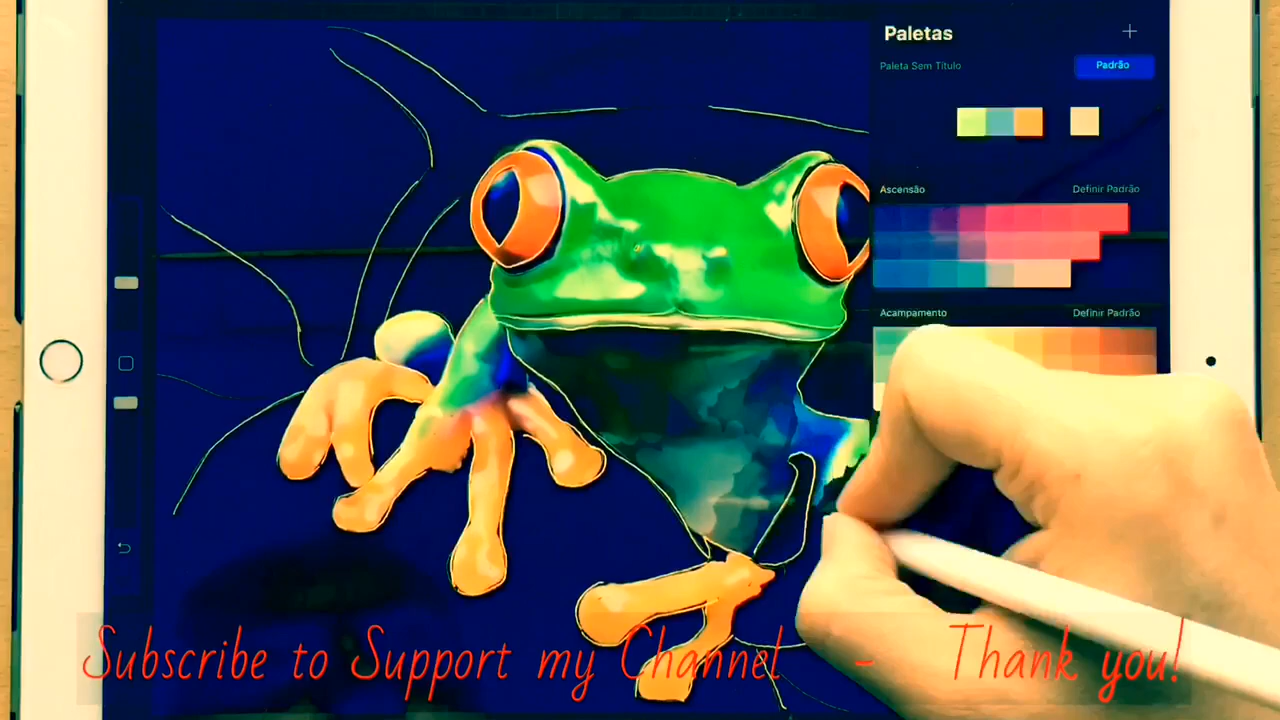 Paletas
Paleta Sem Título Padrão
Ascensão Definir Padrão
Acampamento Definir Padrão
Subscribe to Support my Channel - Thank you!